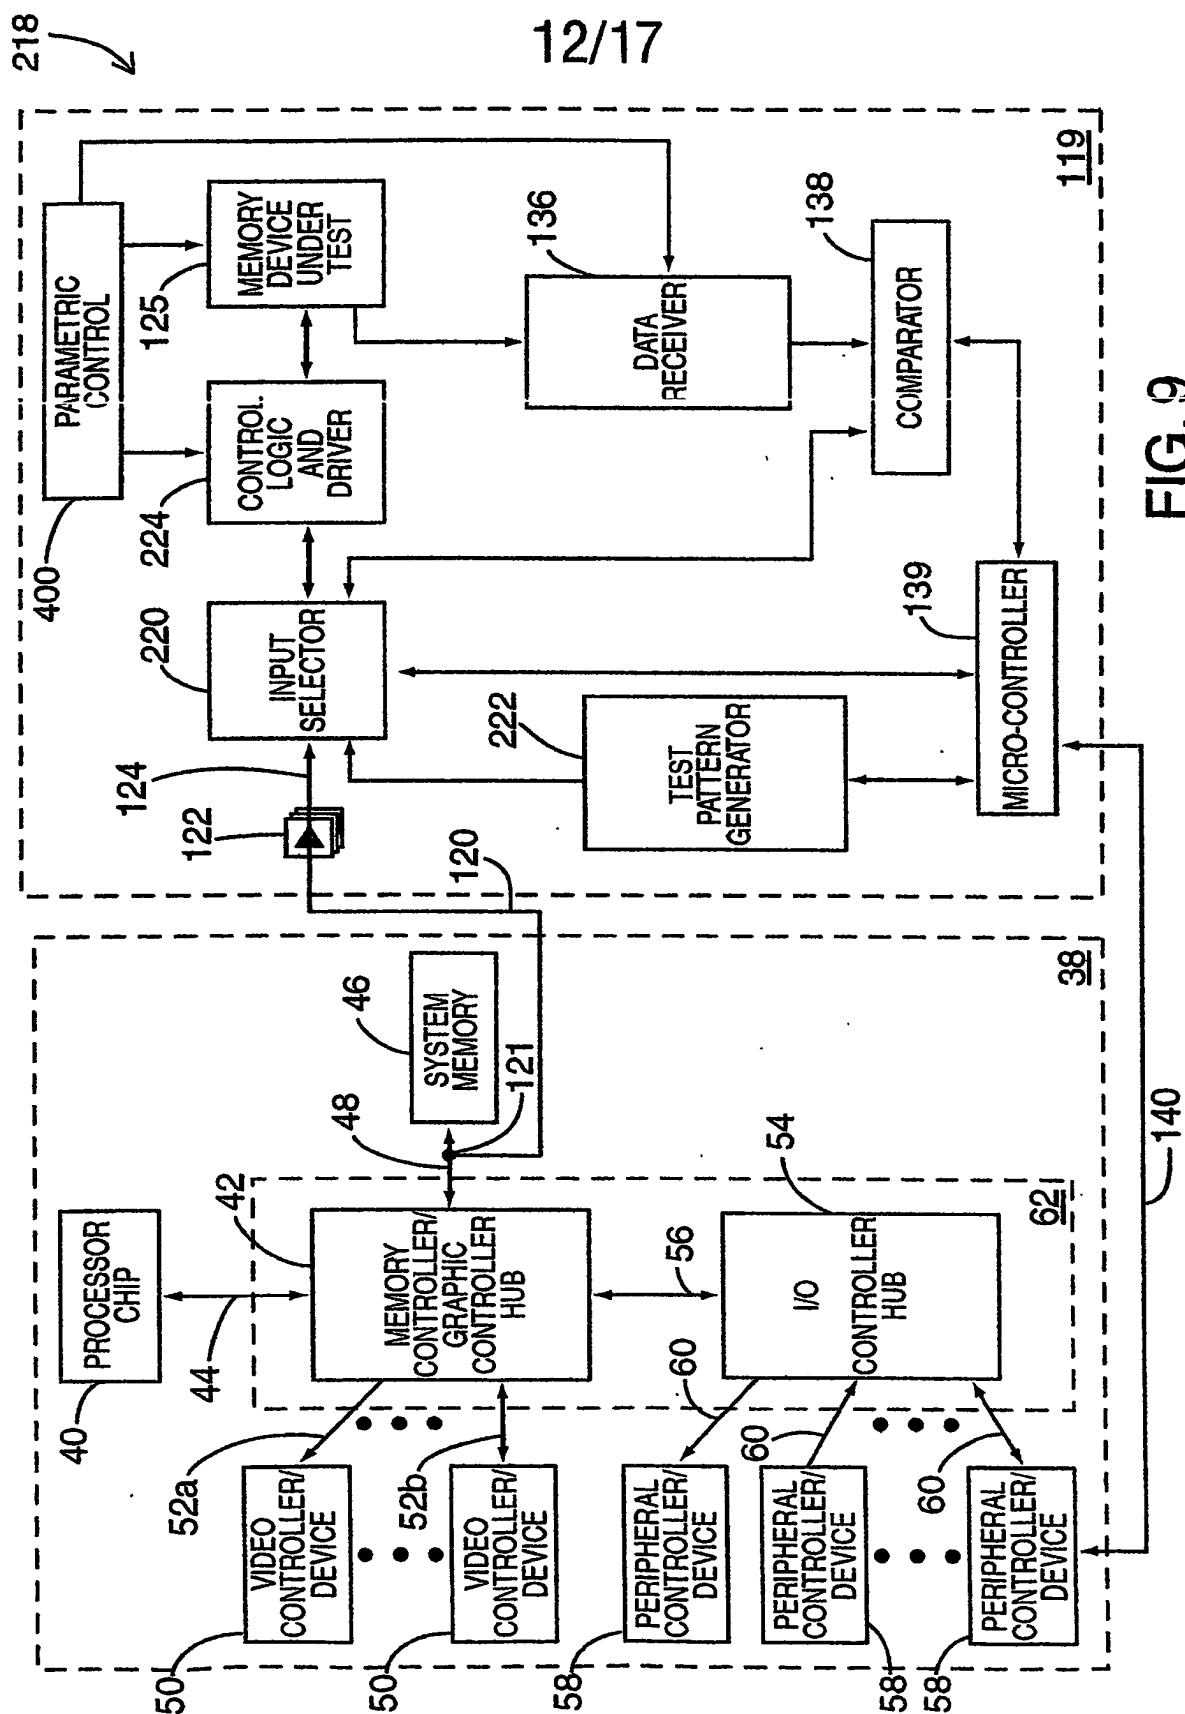 12/17
218
PARAMETRIC
CONTROL
400
MEMORY
DEVICE
UNDER
TEST
125
CONTROL
LOGIC
AND
DRIVER
224
INPUT
SELECTOR
220
124
122
DATA
RECEIVER
136
COMPARATOR
138
TEST
PATTERN
GENERATOR
222
MICRO-CONTROLLER
139
119
120
PROCESSOR
CHIP
40
44
MEMORY
CONTROLLER/
GRAPHIC
CONTROLLER
HUB
42
48
SYSTEM
MEMORY
46
121
VIDEO
CONTROLLER/
DEVICE
50
52a
VIDEO
CONTROLLER/
DEVICE
50
52b
56
I/O
CONTROLLER
HUB
54
62
PERIPHERAL
CONTROLLER/
DEVICE
58
60
PERIPHERAL
CONTROLLER/
DEVICE
58
60
PERIPHERAL
CONTROLLER/
DEVICE
58
60
38
140
FIG. 9